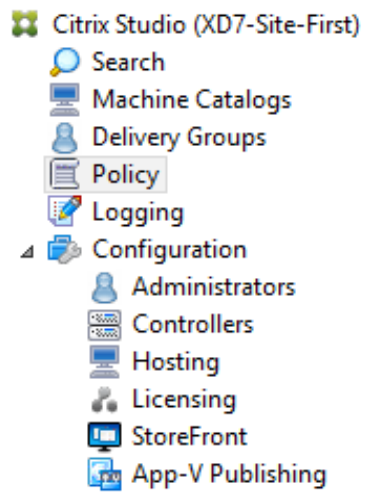 Citrix Studio (XD7-Site-First)
Search
Machine Catalogs
Delivery Groups
Policy
Logging
Configuration
Administrators
Controllers
Hosting
Licensing
StoreFront
App-V Publishing